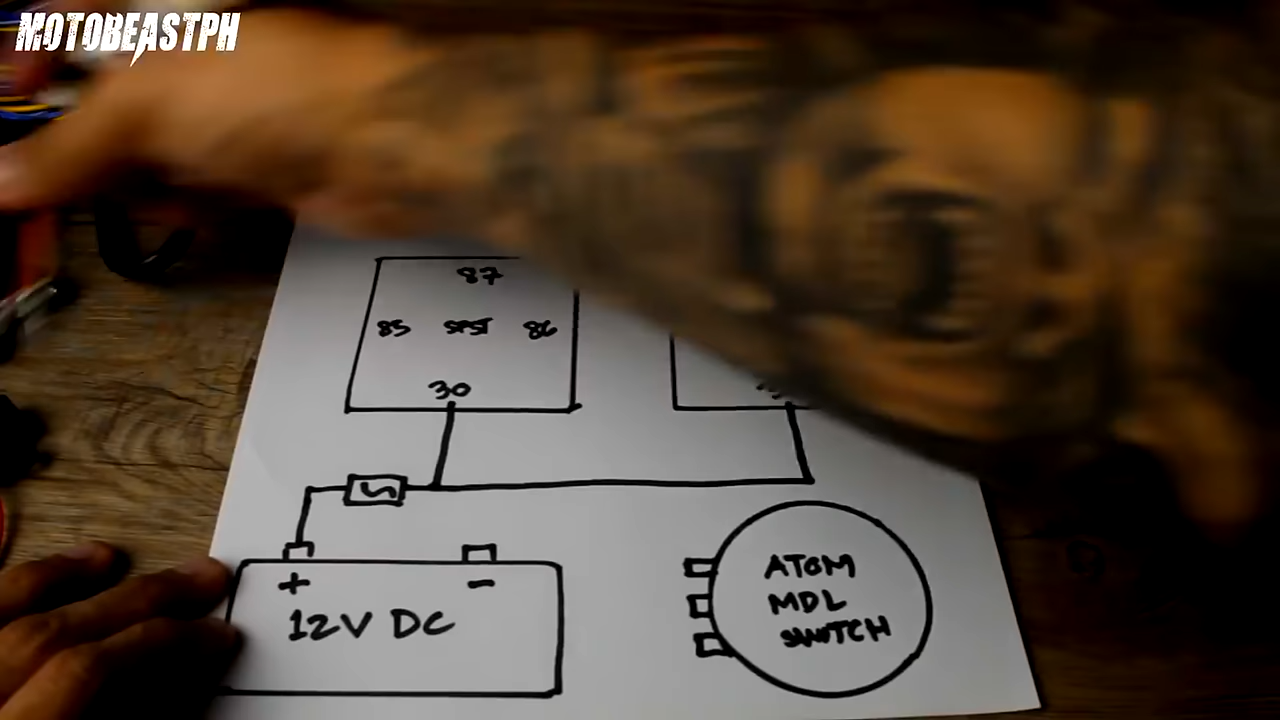 MOTOBEASTPH
87
85 SPST 86
30
+ -
12V DC
ATOM
MDL
SWITCH